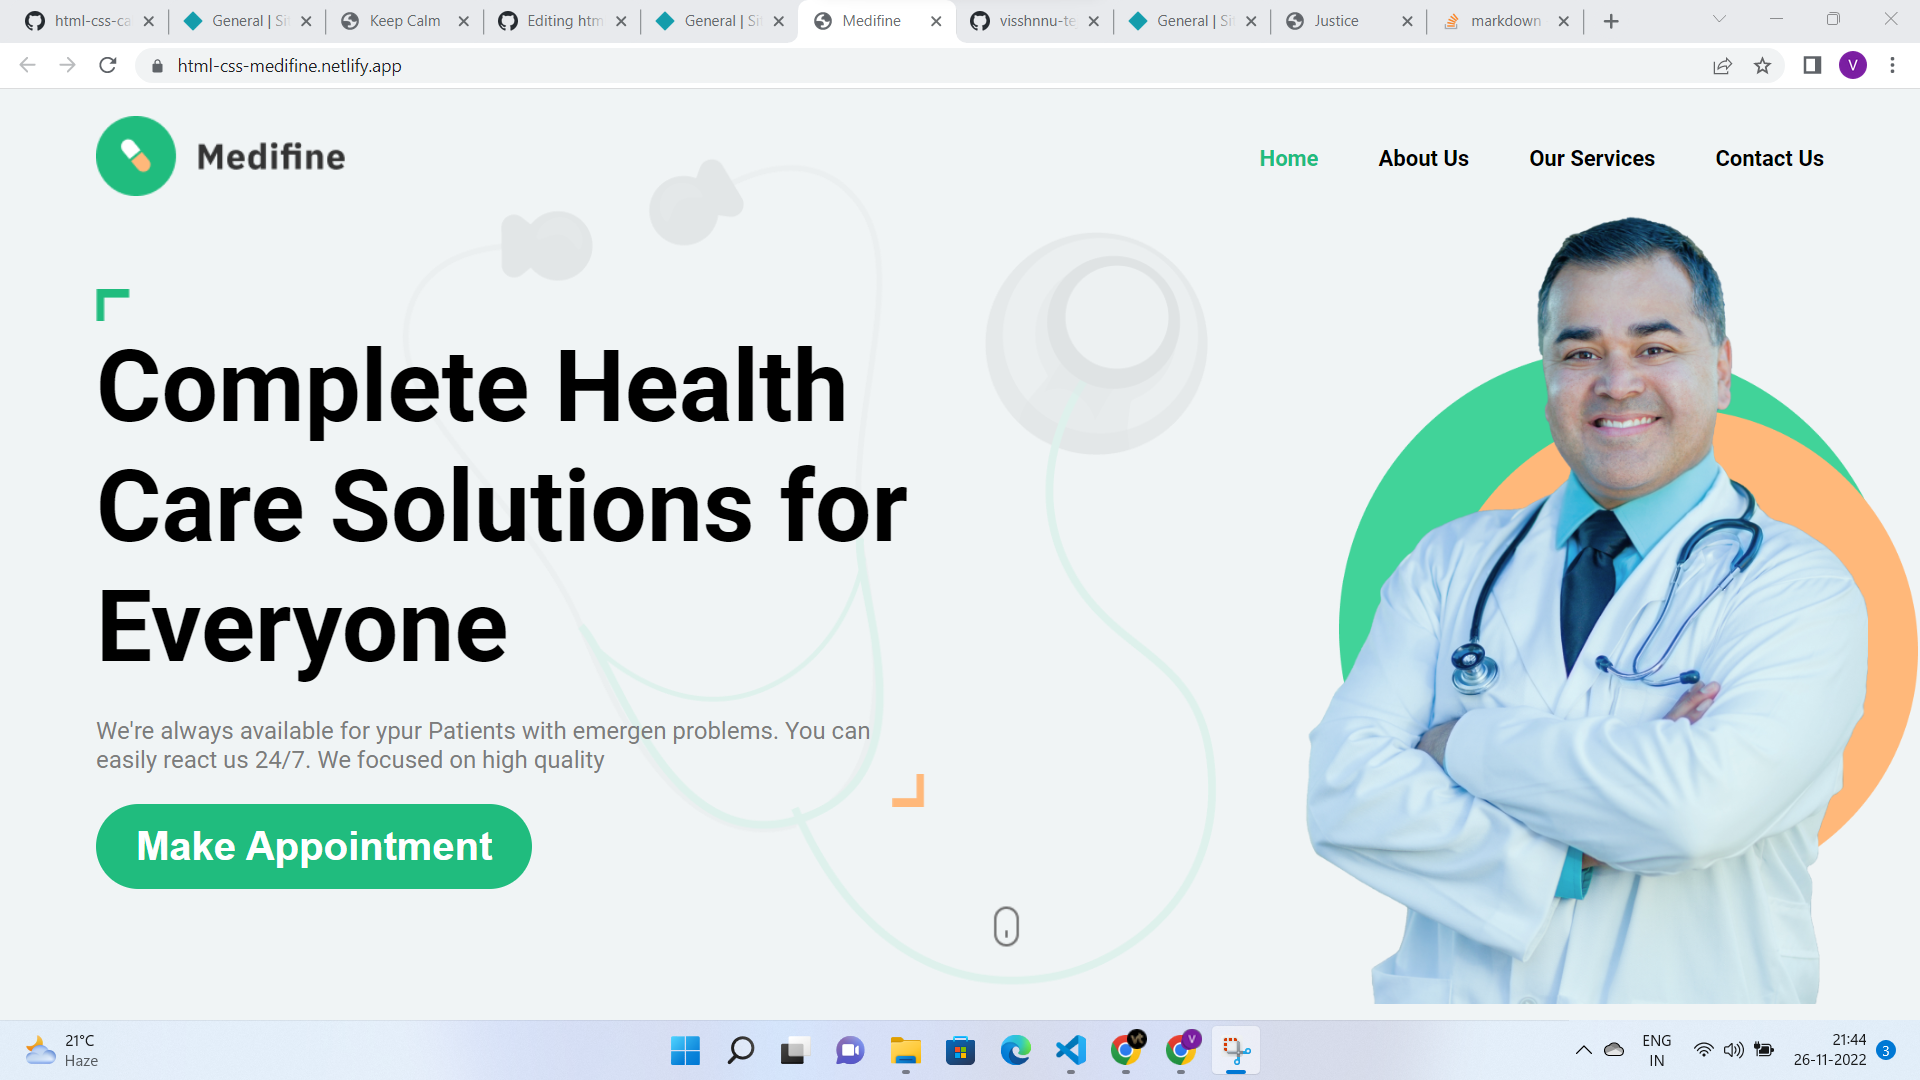 html-css-ca
General | Sit
Keep Calm
Editing htm
General | Sit
Medifine
visshnnu-te
General | Sit
Justice
markdown
html-css-medifine.netlify.app
V
Medifine
Home
About Us
Our Services
Contact Us
Complete Health
Care Solutions for
Everyone
We're always available for ypur Patients with emergen problems. You can
easily react us 24/7. We focused on high quality
Make Appointment
21°C
Haze
V
ENG
IN
21:44
26-11-2022
3